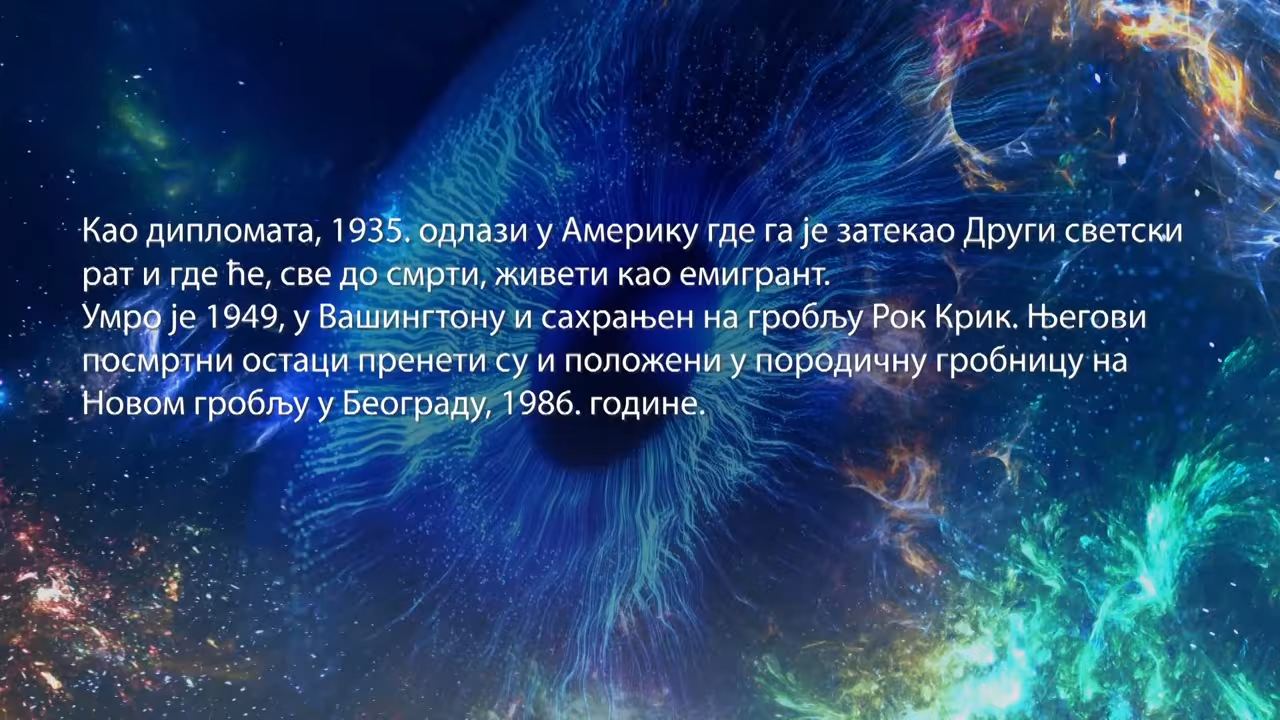 Као дипломата, 1935. одлази у Америку где га је затекао Други светски
рат и где ће, све до смрти, живети као емигрант.
Умро је 1949, у Вашингтону и сахрањен на гробљу Рок Крик. Његови
посмртни остаци пренети су и положени у породичну гробницу на
Новом гробљу у Београду, 1986. године.